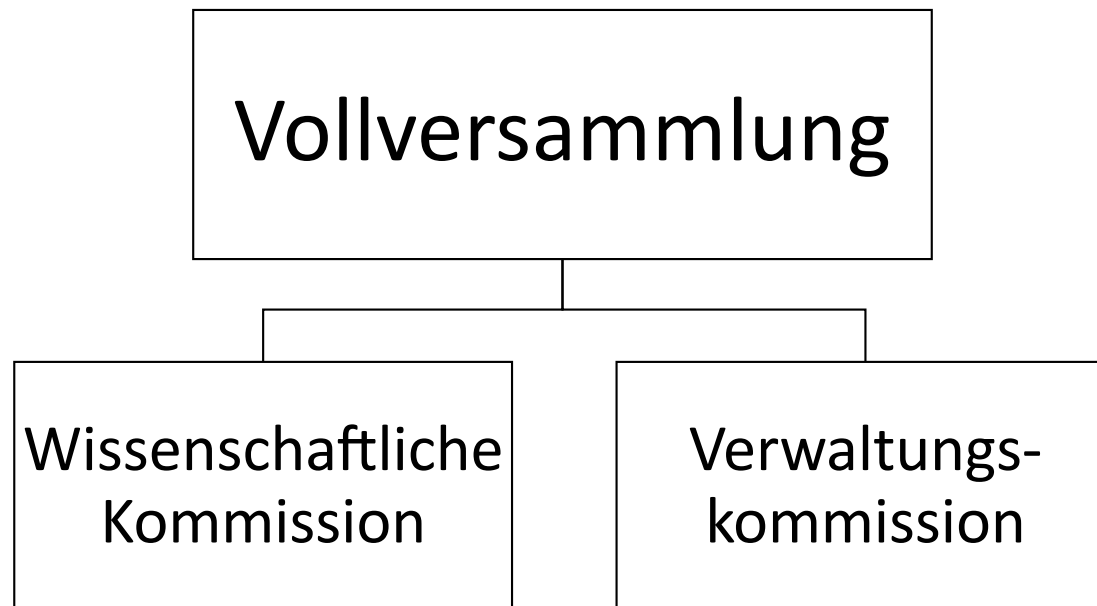 Vollversammlung
Wissenschaftliche
Kommission
Verwaltungs-
kommission